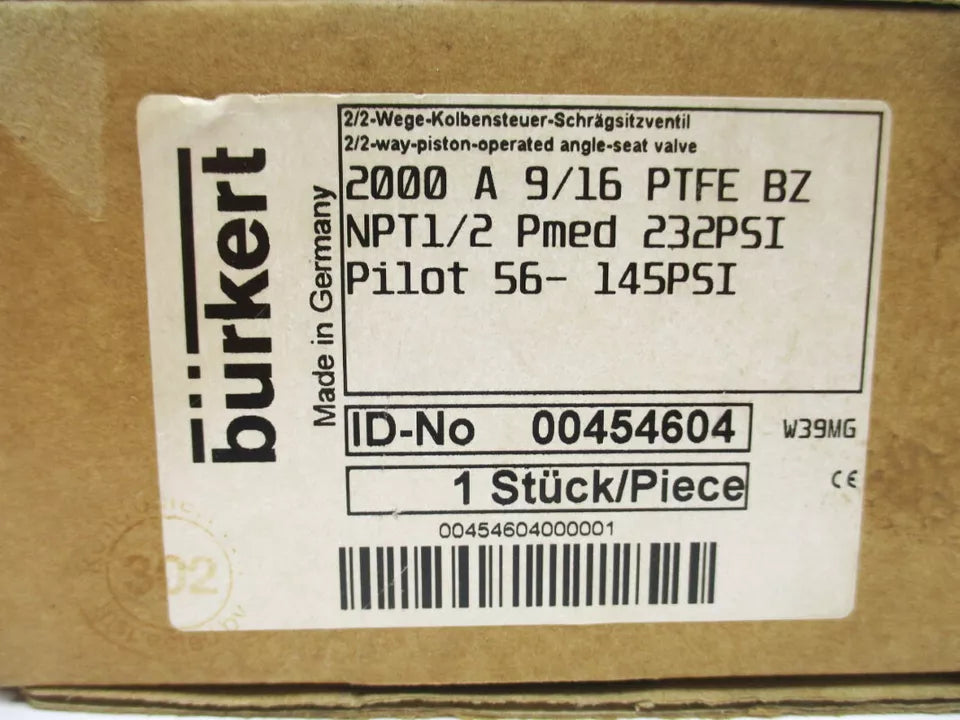 bürkert
Made in Germany
2/2-Wege-Kolbensteuer-Schrägsitzventil
2/2-way-piston-operated angle-seat valve
2000 A 9/16 PTFE BZ
NPT1/2 Pmed 232PSI
Pilot 56- 145PSI
ID-No 00454604
W39MG
1 Stück/Piece
CE
00454604000001
302